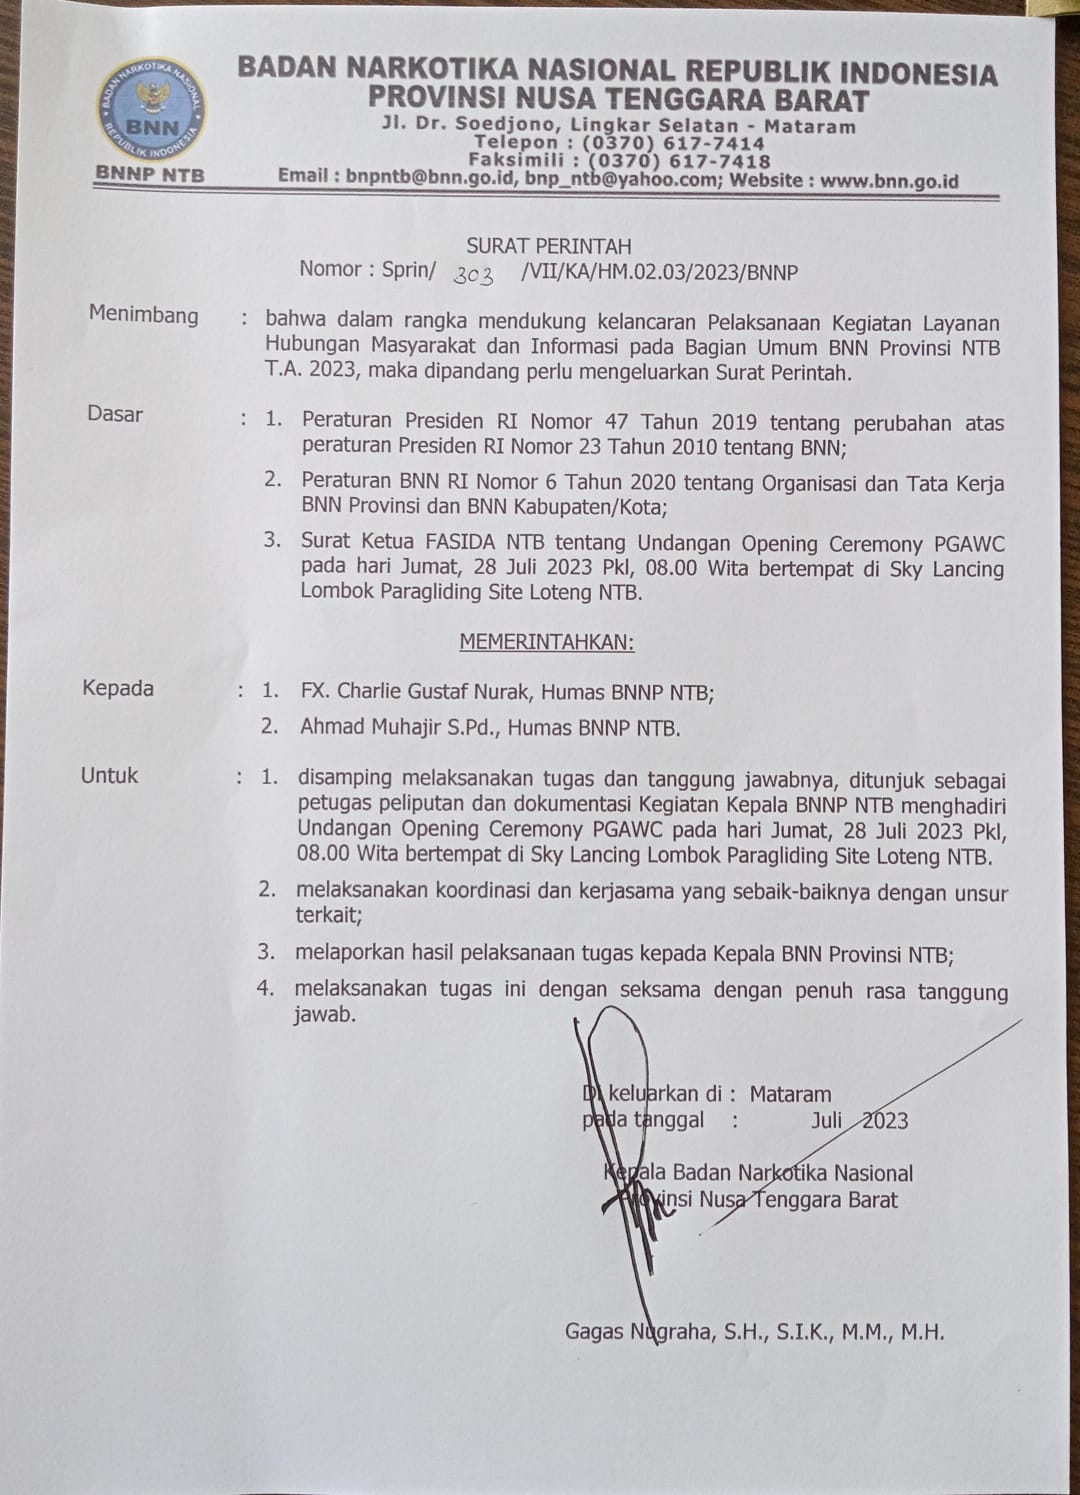 BADAN NARKOTIKA NASIONAL
BNN
REPUBLIK INDONESIA
BNNP NTB
BADAN NARKOTIKA NASIONAL REPUBLIK INDONESIA
PROVINSI NUSA TENGGARA BARAT
Jl. Dr. Soedjono, Lingkar Selatan - Mataram
Telepon : (0370) 617-7414
Faksimili : (0370) 617-7418
Email : bnpntb@bnn.go.id, bnp_ntb@yahoo.com; Website : www.bnn.go.id
SURAT PERINTAH
Nomor : Sprin/ 303 /VII/KA/HM.02.03/2023/BNNP
Menimbang : bahwa dalam rangka mendukung kelancaran Pelaksanaan Kegiatan Layanan
Hubungan Masyarakat dan Informasi pada Bagian Umum BNN Provinsi NTB
T.A. 2023, maka dipandang perlu mengeluarkan Surat Perintah.
Dasar : 1. Peraturan Presiden RI Nomor 47 Tahun 2019 tentang perubahan atas
peraturan Presiden RI Nomor 23 Tahun 2010 tentang BNN;
2. Peraturan BNN RI Nomor 6 Tahun 2020 tentang Organisasi dan Tata Kerja
BNN Provinsi dan BNN Kabupaten/Kota;
3. Surat Ketua FASIDA NTB tentang Undangan Opening Ceremony PGAWC
pada hari Jumat, 28 Juli 2023 Pkl, 08.00 Wita bertempat di Sky Lancing
Lombok Paragliding Site Loteng NTB.
MEMERINTAHKAN:
Kepada : 1. FX. Charlie Gustaf Nurak, Humas BNNP NTB;
2. Ahmad Muhajir S.Pd., Humas BNNP NTB.
Untuk : 1. disamping melaksanakan tugas dan tanggung jawabnya, ditunjuk sebagai
petugas peliputan dan dokumentasi Kegiatan Kepala BNNP NTB menghadiri
Undangan Opening Ceremony PGAWC pada hari Jumat, 28 Juli 2023 Pkl,
08.00 Wita bertempat di Sky Lancing Lombok Paragliding Site Loteng NTB.
2. melaksanakan koordinasi dan kerjasama yang sebaik-baiknya dengan unsur
terkait;
3. melaporkan hasil pelaksanaan tugas kepada Kepala BNN Provinsi NTB;
4. melaksanakan tugas ini dengan seksama dengan penuh rasa tanggung
jawab.
Di keluarkan di : Mataram
pada tanggal : Juli 2023
Kepala Badan Narkotika Nasional
Provinsi Nusa Tenggara Barat
Gagas Nugraha, S.H., S.I.K., M.M., M.H.